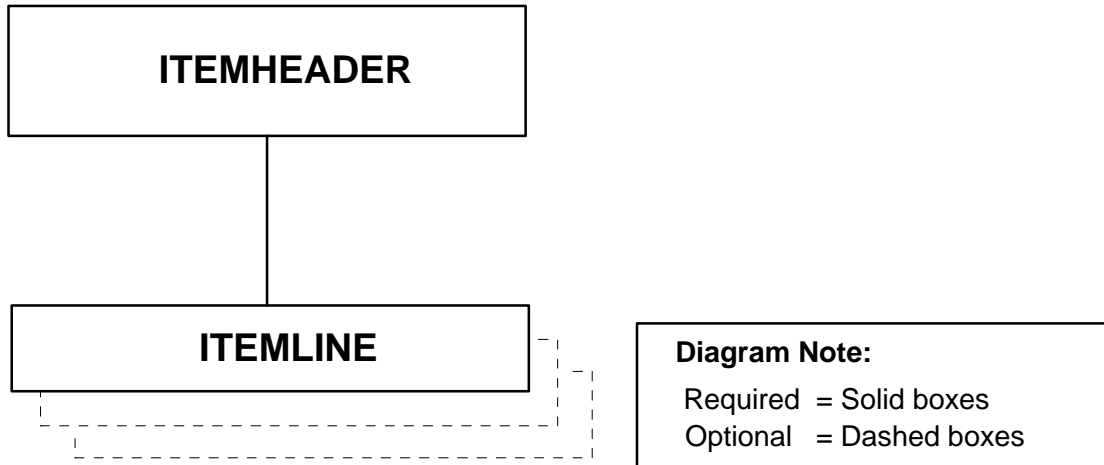 ITEMHEADER
ITEMLINE
Diagram Note:
Required = Solid boxes
Optional = Dashed boxes